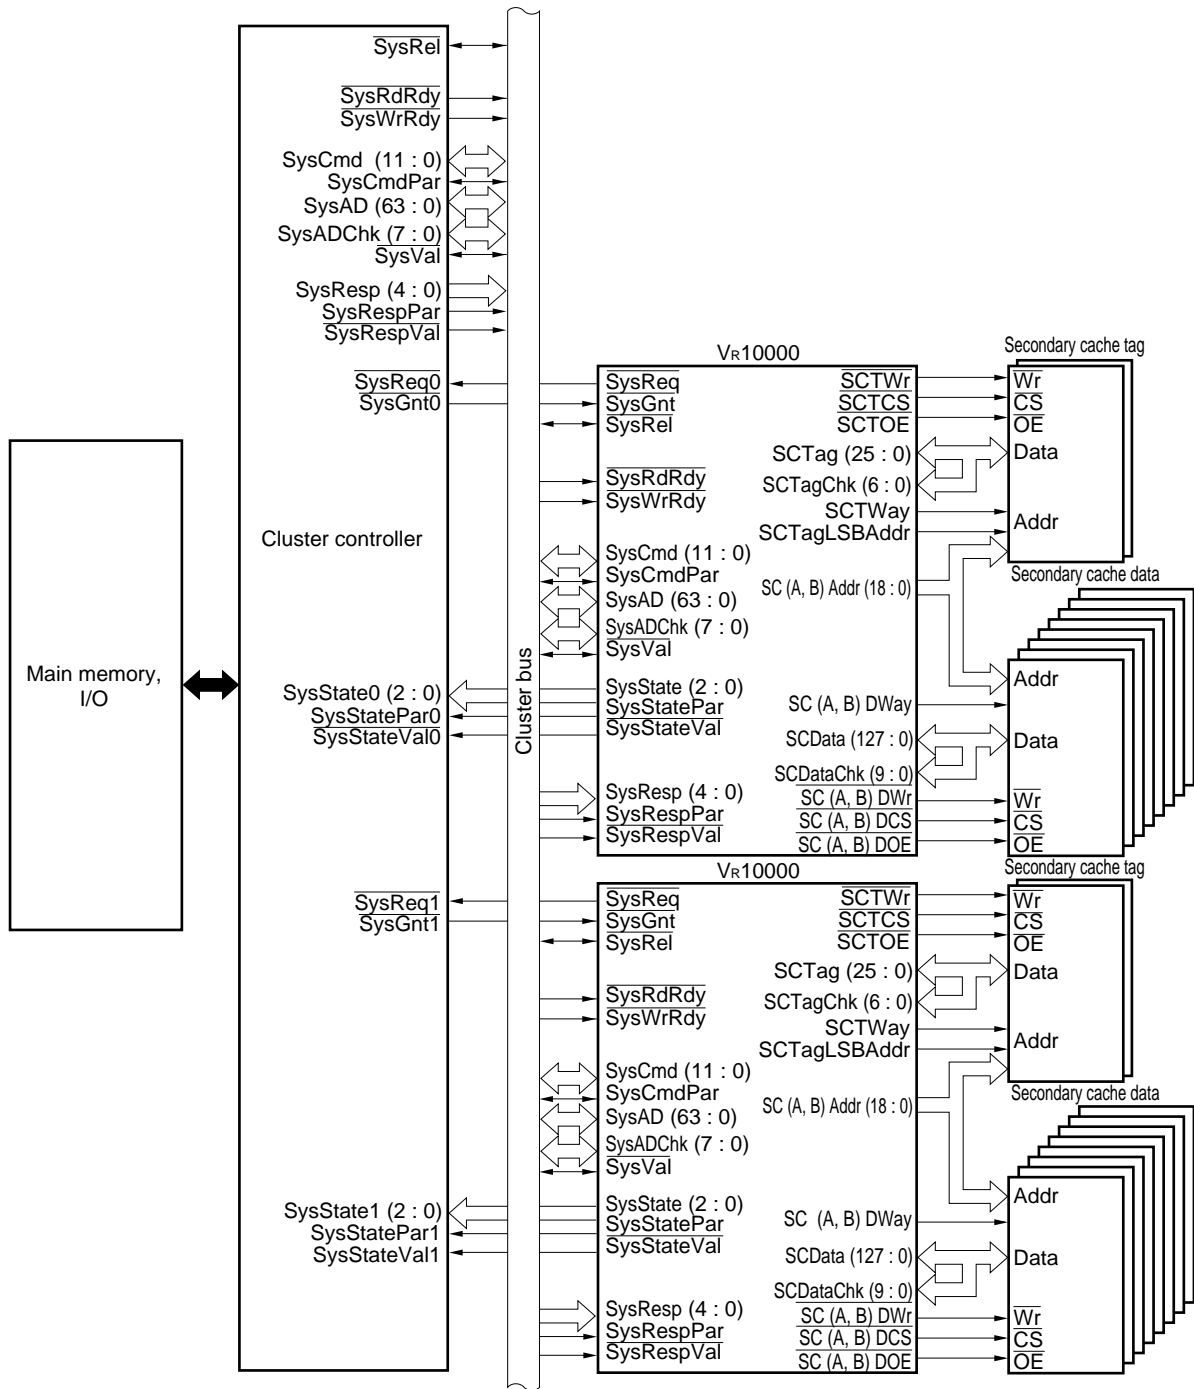 SysRel
SysRdRdy
SysWrRdy
SysCmd (11 : 0)
SysCmdPar
SysAD (63 : 0)
SysADChk (7 : 0)
SysVal
SysResp (4 : 0)
SysRespPar
SysRespVal
SysReq0
SysGnt0
Cluster controller
SysState0 (2 : 0)
SysStatePar0
SysStateVal0
SysReq1
SysGnt1
SysState1 (2 : 0)
SysStatePar1
SysStateVal1
Main memory,
I/O
Cluster bus
VR10000
SysReq
SysGnt
SysRel
SysRdRdy
SysWrRdy
SysCmd (11 : 0)
SysCmdPar
SysAD (63 : 0)
SysADChk (7 : 0)
SysVal
SysState (2 : 0)
SysStatePar
SysStateVal
SysResp (4 : 0)
SysRespPar
SysRespVal
SCTWr
SCTCS
SCTOE
SCTag (25 : 0)
SCTagChk (6 : 0)
SCTWay
SCTagLSBAddr
SC (A, B) Addr (18 : 0)
SC (A, B) DWay
SCData (127 : 0)
SCDataChk (9 : 0)
SC (A, B) DWr
SC (A, B) DCS
SC (A, B) DOE
Secondary cache tag
Wr
CS
OE
Data
Addr
Secondary cache data
Addr
Data
Wr
CS
OE
VR10000
SysReq
SysGnt
SysRel
SysRdRdy
SysWrRdy
SysCmd (11 : 0)
SysCmdPar
SysAD (63 : 0)
SysADChk (7 : 0)
SysVal
SysState (2 : 0)
SysStatePar
SysStateVal
SysResp (4 : 0)
SysRespPar
SysRespVal
SCTWr
SCTCS
SCTOE
SCTag (25 : 0)
SCTagChk (6 : 0)
SCTWay
SCTagLSBAddr
SC (A, B) Addr (18 : 0)
SC (A, B) DWay
SCData (127 : 0)
SCDataChk (9 : 0)
SC (A, B) DWr
SC (A, B) DCS
SC (A, B) DOE
Secondary cache tag
Wr
CS
OE
Data
Addr
Secondary cache data
Addr
Data
Wr
CS
OE